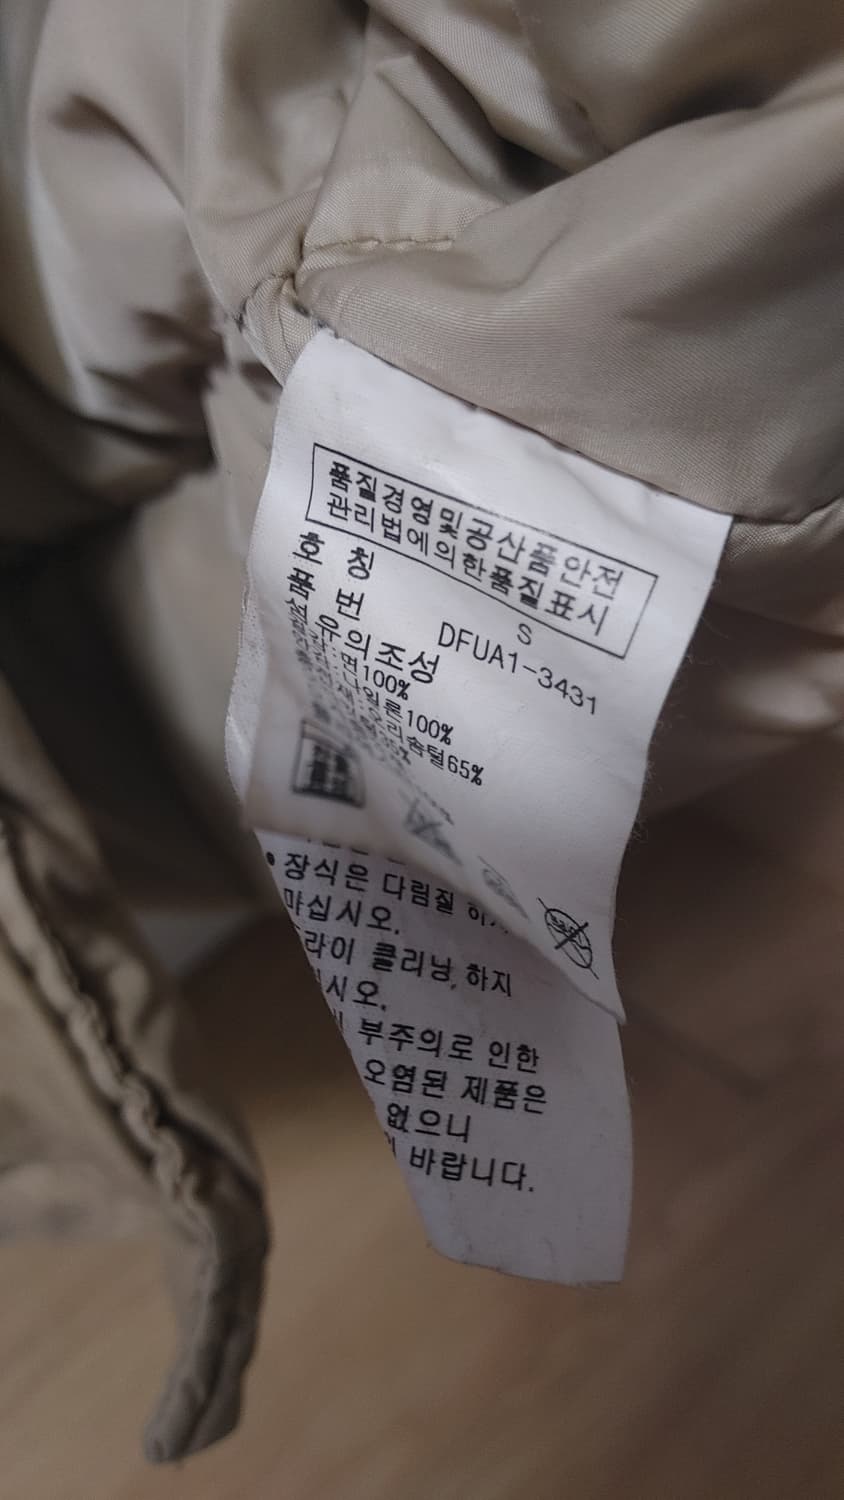 품질경영및공산품안전
관리법에의한품질표시
호 칭 S
품 번 DFUA1-3431
섬유의조성
면100%
나일론100%
오리솜털65%
• 장식은 다림질 하지
마십시오.
드라이 클리닝 하지
시오.
부주의로 인한
오염된 제품은
없으니
바랍니다.